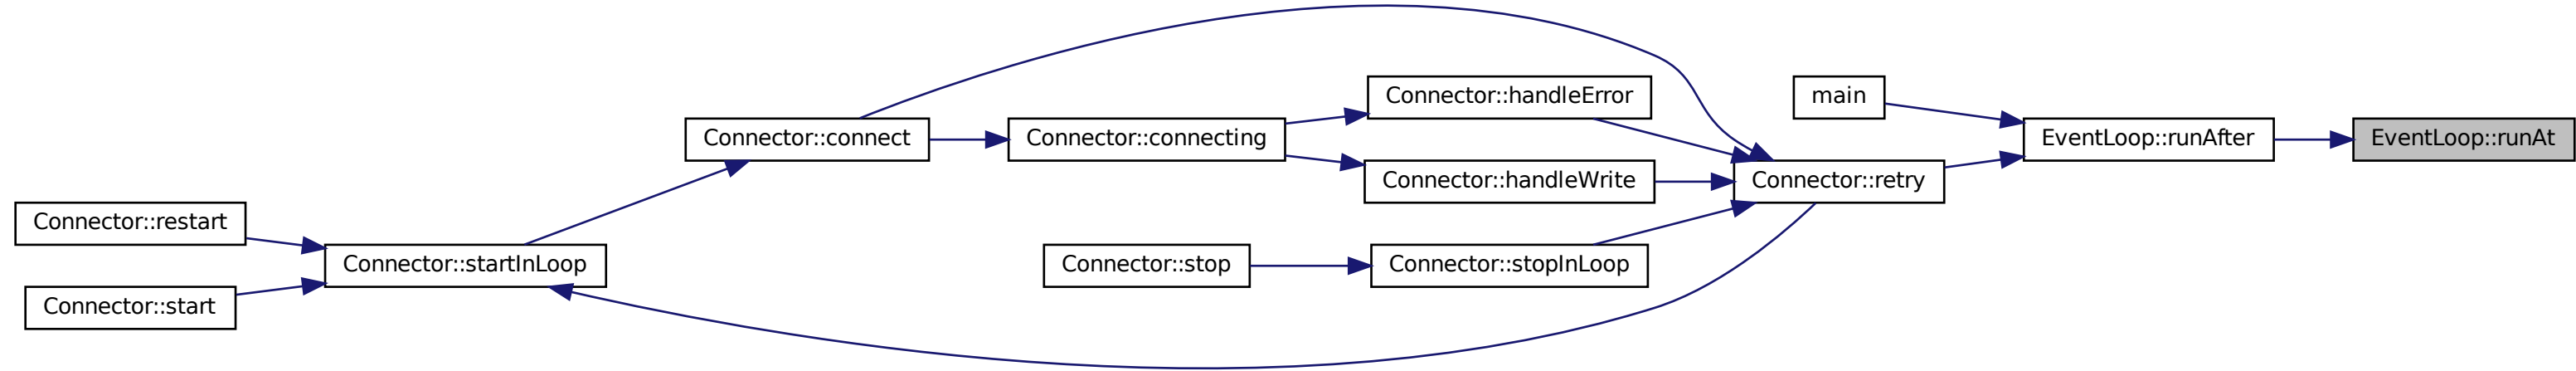 Connector::restart
Connector::start
Connector::startInLoop
Connector::connect
Connector::connecting
Connector::stop
Connector::handleError
Connector::handleWrite
Connector::stopInLoop
main
Connector::retry
EventLoop::runAfter
EventLoop::runAt